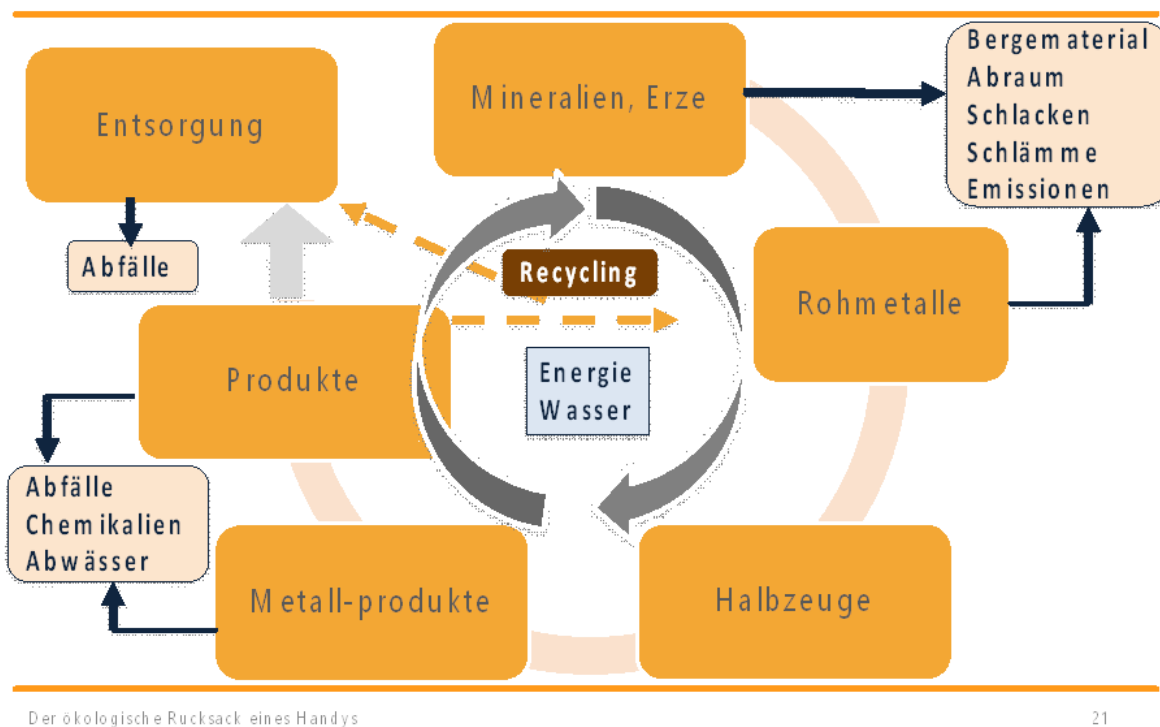 Mineralien, Erze
Bergematerial
Abraum
Schlacken
Schlämme
Emissionen
Entsorgung
Abfälle
Recycling
Rohmetalle
Energie
Wasser
Produkte
Abfälle
Chemikalien
Abwässer
Metall-produkte
Halbzeuge
Der ökologische Rucksack eines Handys
21